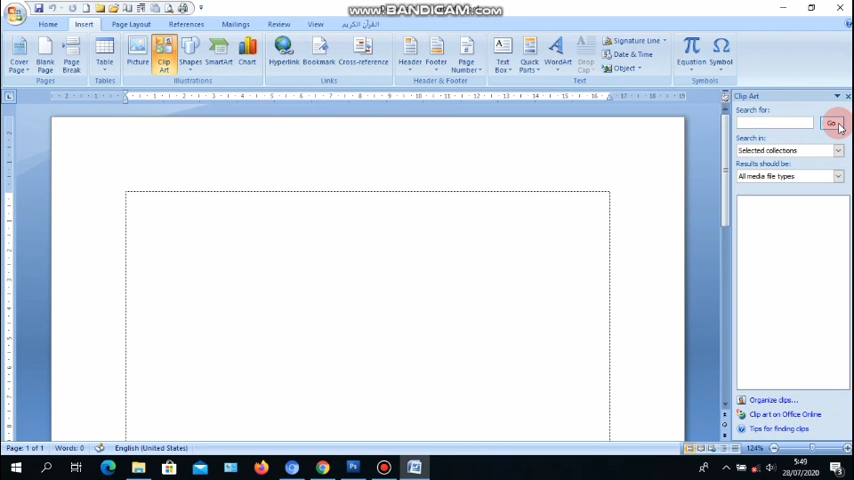 www.BANDICAM.com
Home Insert Page Layout References Mailings Review View القرآن الكريم
Cover Page Blank Page Page Break Table Picture Clip Art Shapes SmartArt Chart Hyperlink Bookmark Cross-reference Header Footer Page Number Text Box Quick Parts WordArt Drop Cap Equation Symbol
Signature Line
Date & Time
Object
Pages Tables Illustrations Links Header & Footer Text Symbols
Clip Art
Search for:
Go
Search in:
Selected collections
Results should be:
All media file types
Organize clips...
Clip art on Office Online
Tips for finding clips
Page: 1 of 1 Words: 0 English (United States) 124%
5:49
28/07/2020